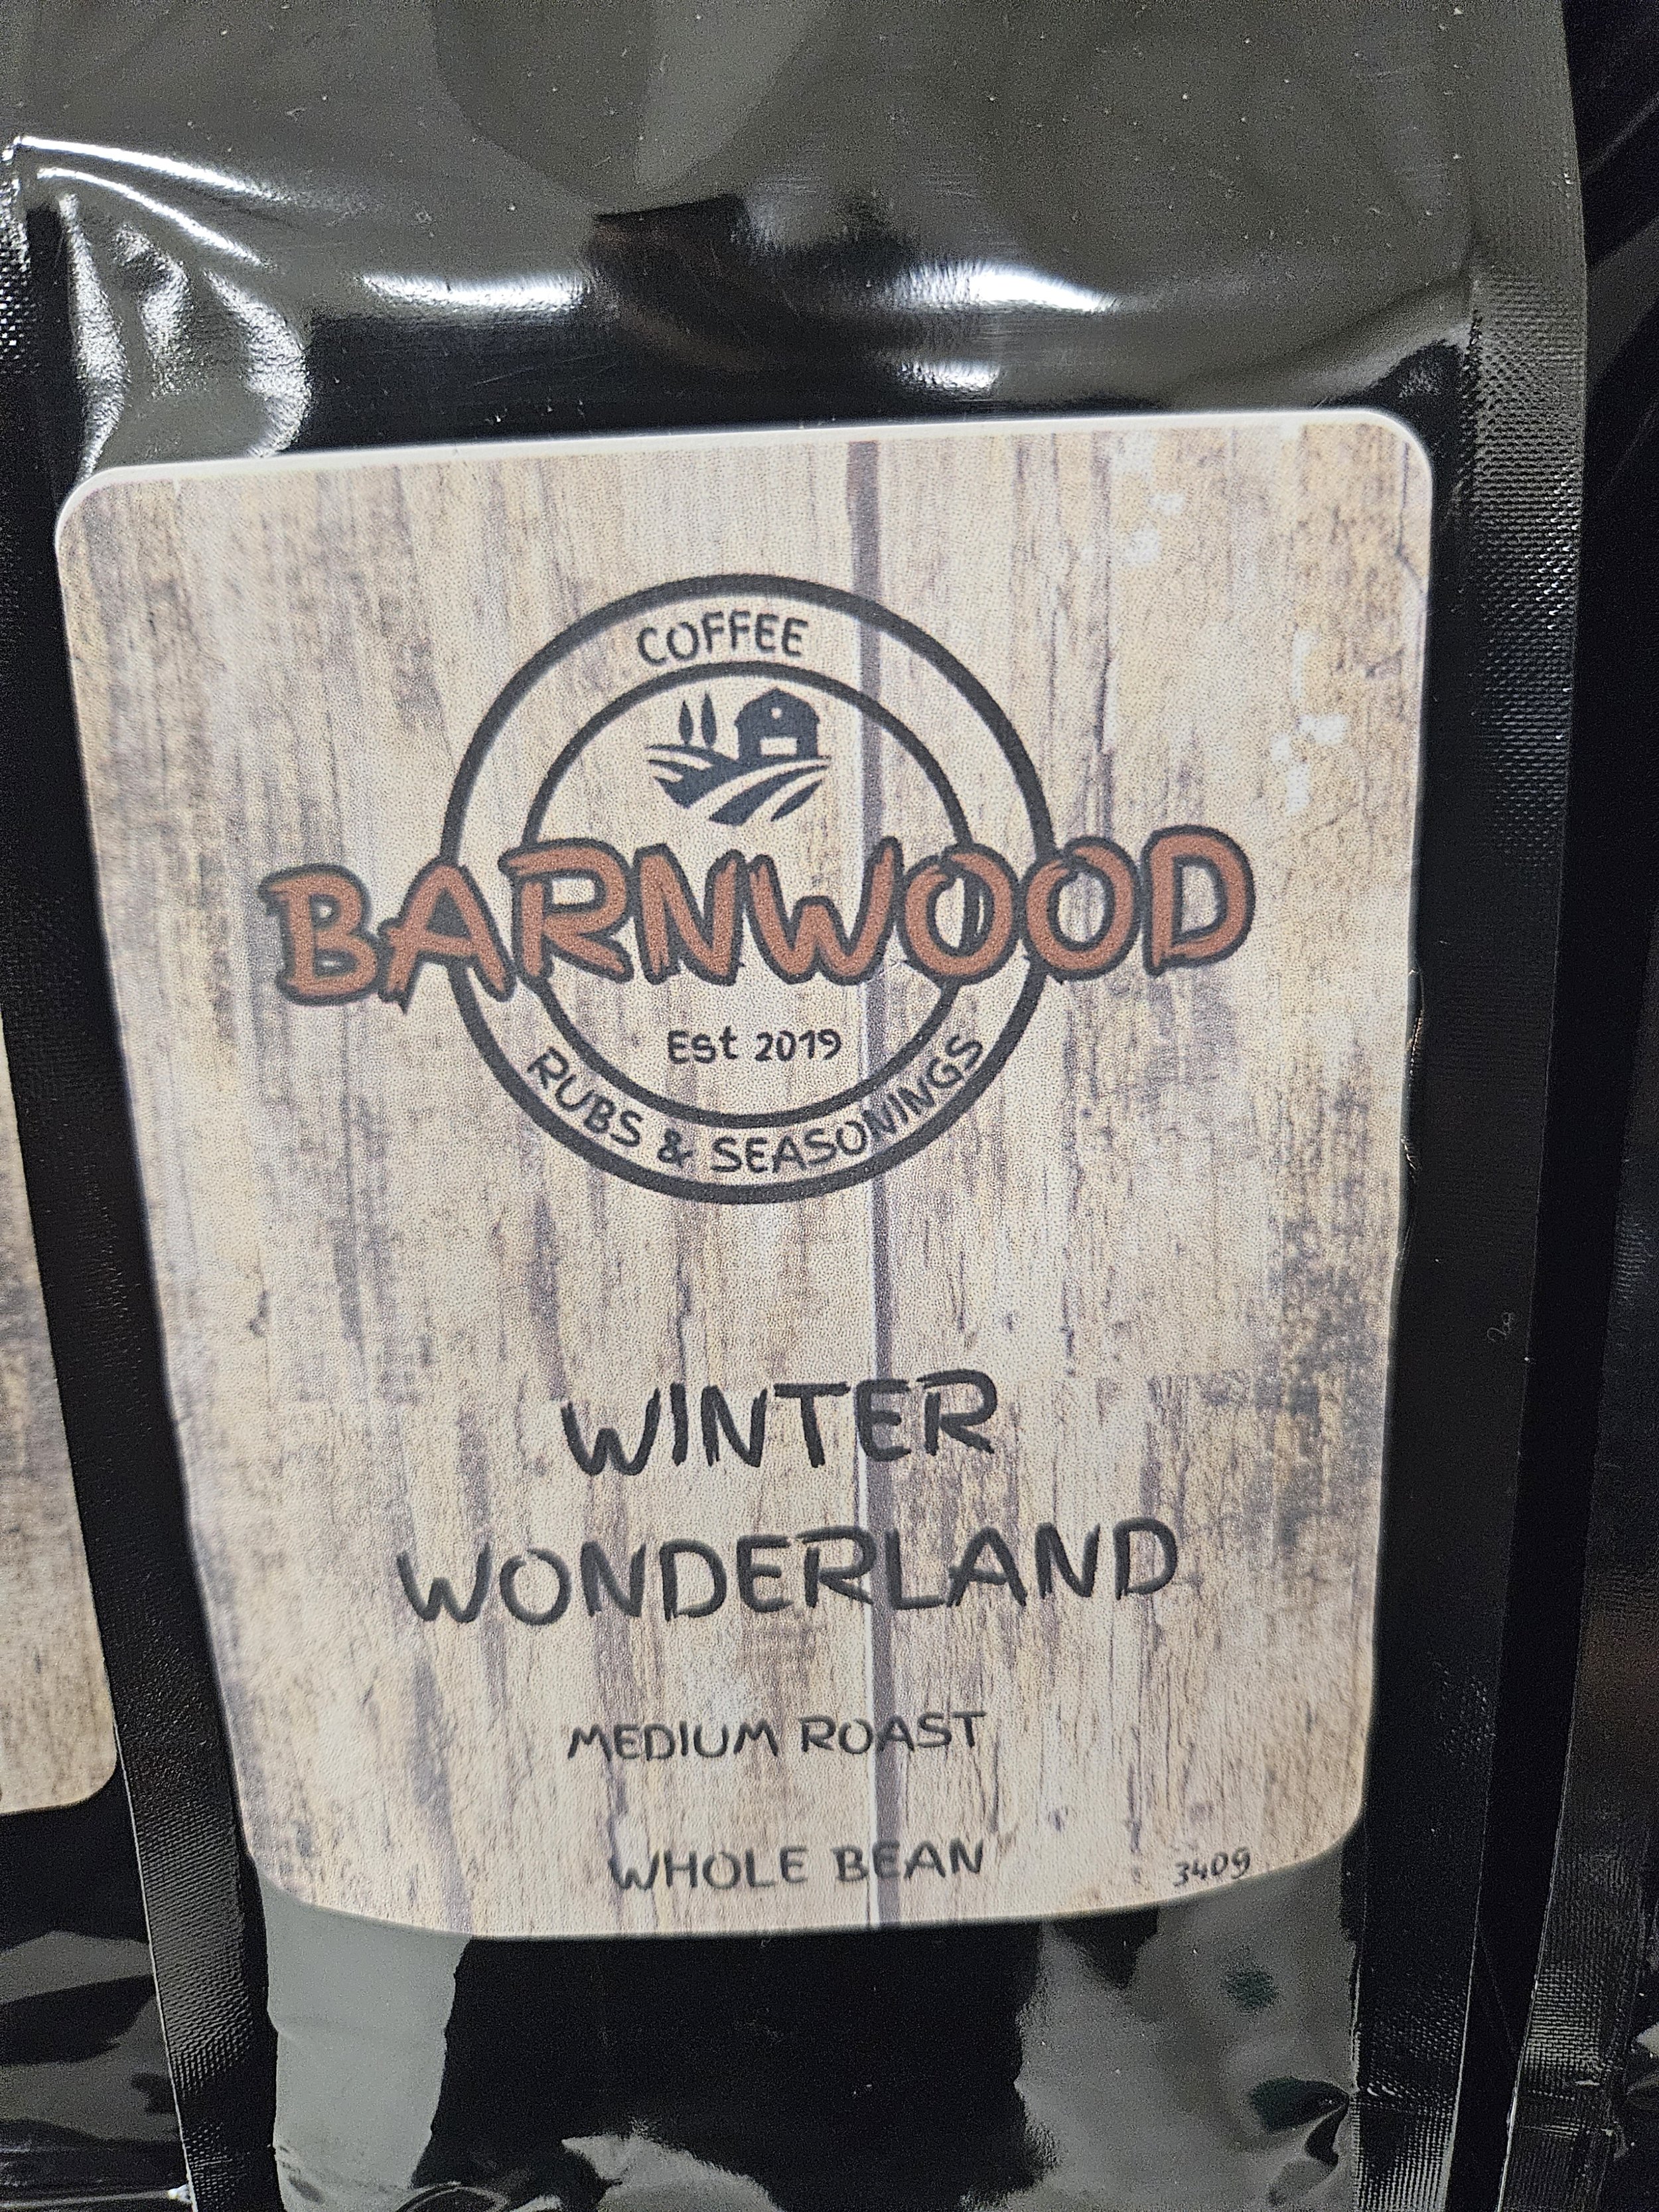 COFFEE
BARNWOOD
Est 2019
RUBS & SEASONINGS
WINTER
WONDERLAND
MEDIUM ROAST
WHOLE BEAN
340g